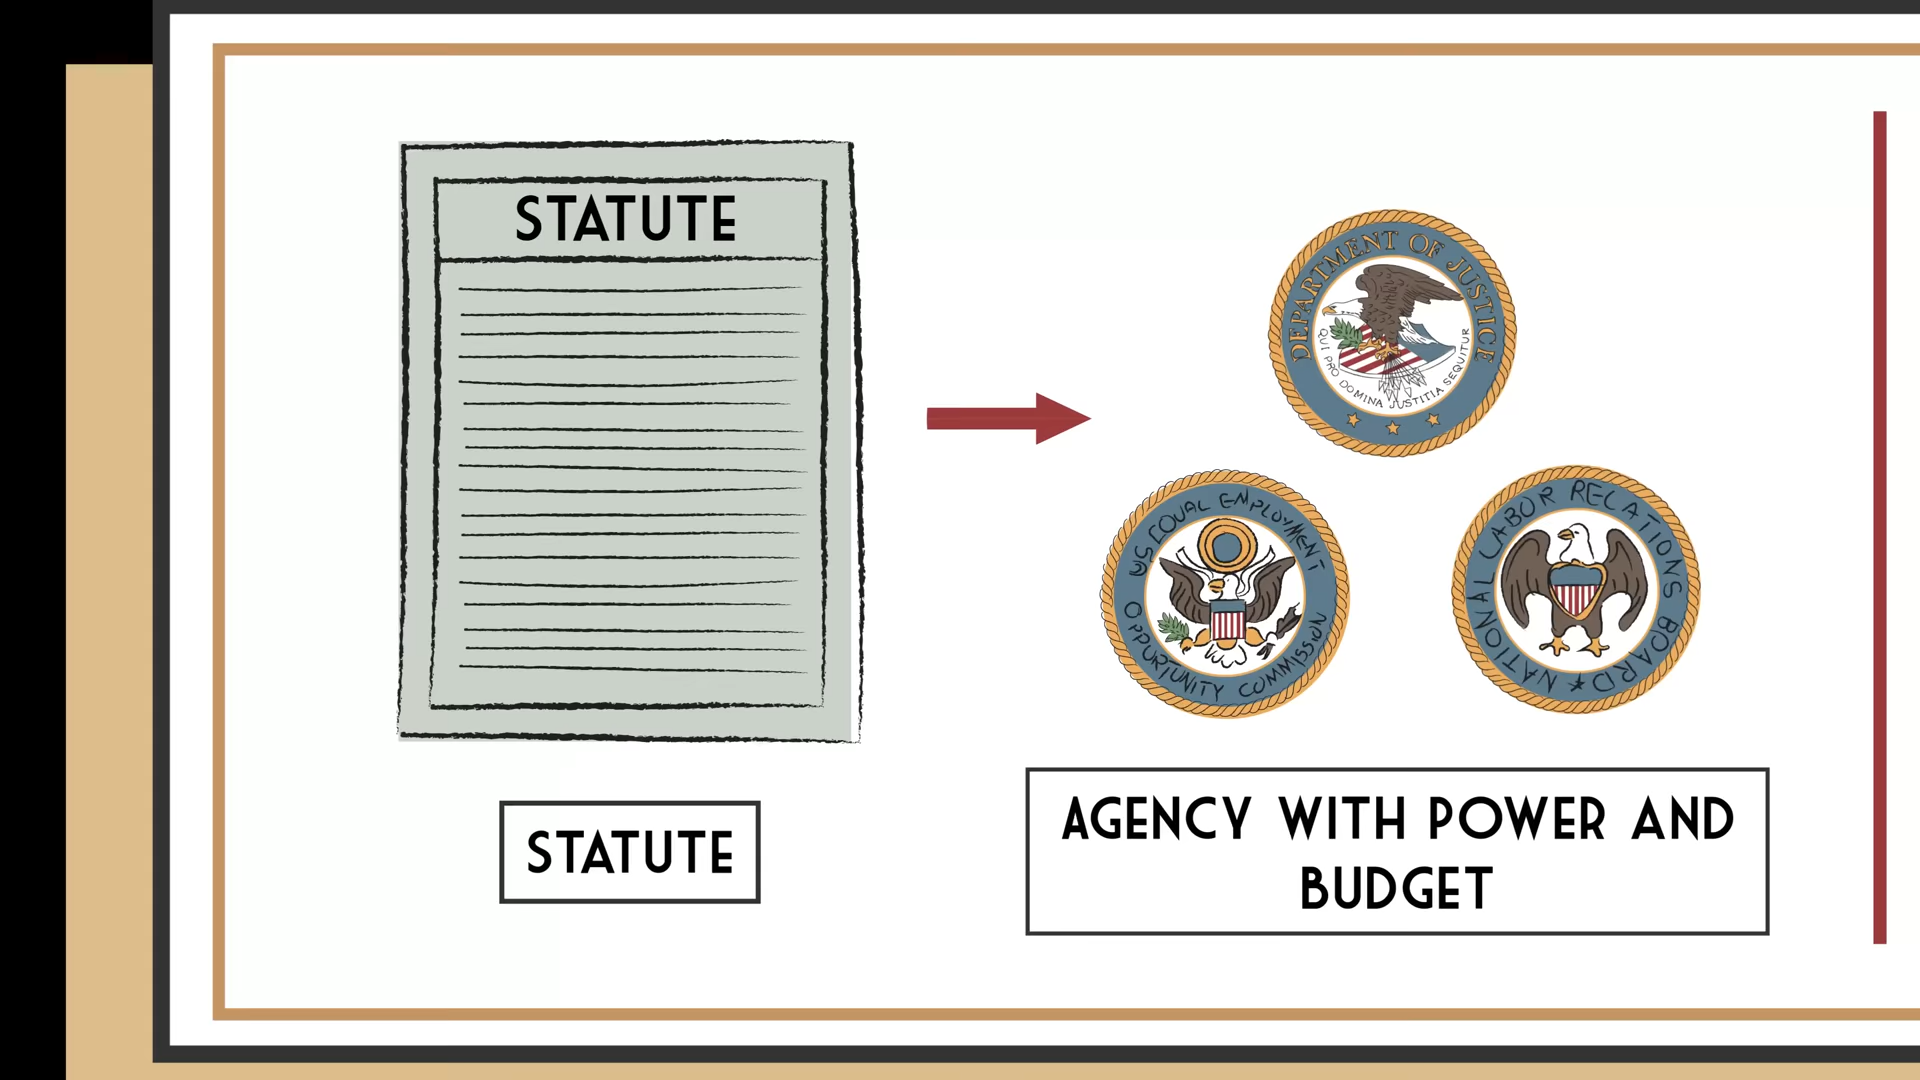 STATUTE
DEPARTMENT OF JUSTICE
QUI PRO DOMINA JUSTITIA SEQUITUR
US EQUAL EMPLOYMENT
OPPORTUNITY COMMISSION
NATIONAL LABOR RELATIONS BOARD
STATUTE
AGENCY WITH POWER AND
BUDGET